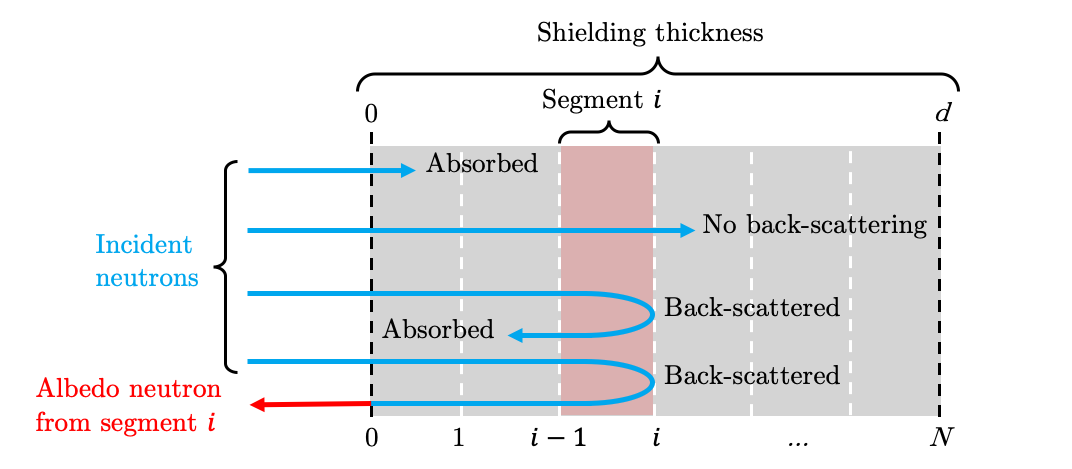 Shielding thickness
Segment i
0
d
Absorbed
No back-scattering
Incident
neutrons
Back-scattered
Absorbed
Back-scattered
Albedo neutron
from segment i
0 1 i − 1 i ... N